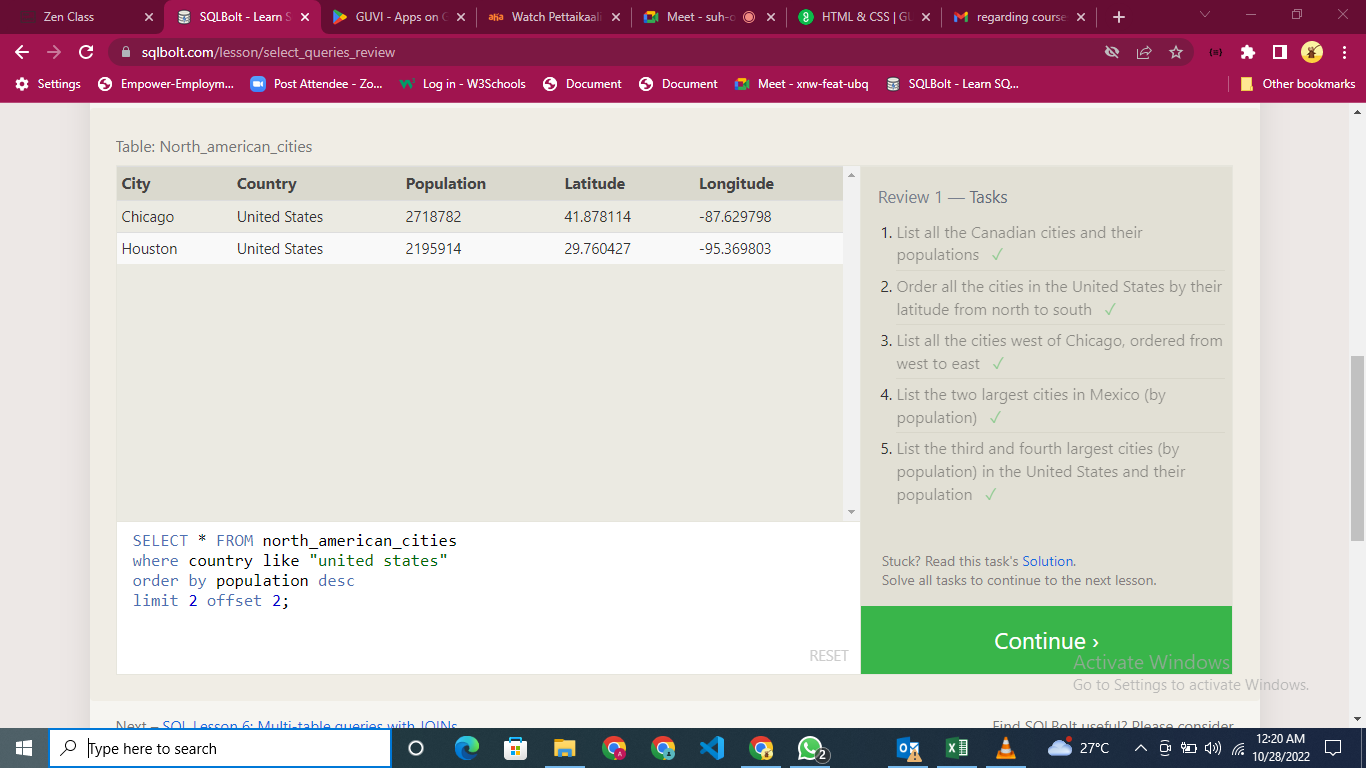 Zen Class
SQLBolt - Learn S
GUVI - Apps on G
aha Watch Pettaikaali
Meet - suh-o
HTML & CSS | GU
regarding course
sqlbolt.com/lesson/select_queries_review
Settings
Empower-Employm...
Post Attendee - Zo...
Log in - W3Schools
Document
Document
Meet - xnw-feat-ubq
SQLBolt - Learn SQ...
Other bookmarks
Table: North_american_cities
City Country Population Latitude Longitude
Chicago United States 2718782 41.878114 -87.629798
Houston United States 2195914 29.760427 -95.369803
Review 1 — Tasks
1. List all the Canadian cities and their
populations ✓
2. Order all the cities in the United States by their
latitude from north to south ✓
3. List all the cities west of Chicago, ordered from
west to east ✓
4. List the two largest cities in Mexico (by
population) ✓
5. List the third and fourth largest cities (by
population) in the United States and their
population ✓
Stuck? Read this task's Solution.
Solve all tasks to continue to the next lesson.
Continue ›
SELECT * FROM north_american_cities
where country like "united states"
order by population desc
limit 2 offset 2;
RESET
Activate Windows
Go to Settings to activate Windows.
Next – SQL Lesson 6: Multi-table queries with JOINs
Find SQLBolt useful? Please consider
Type here to search
2
27°C
12:20 AM
10/28/2022